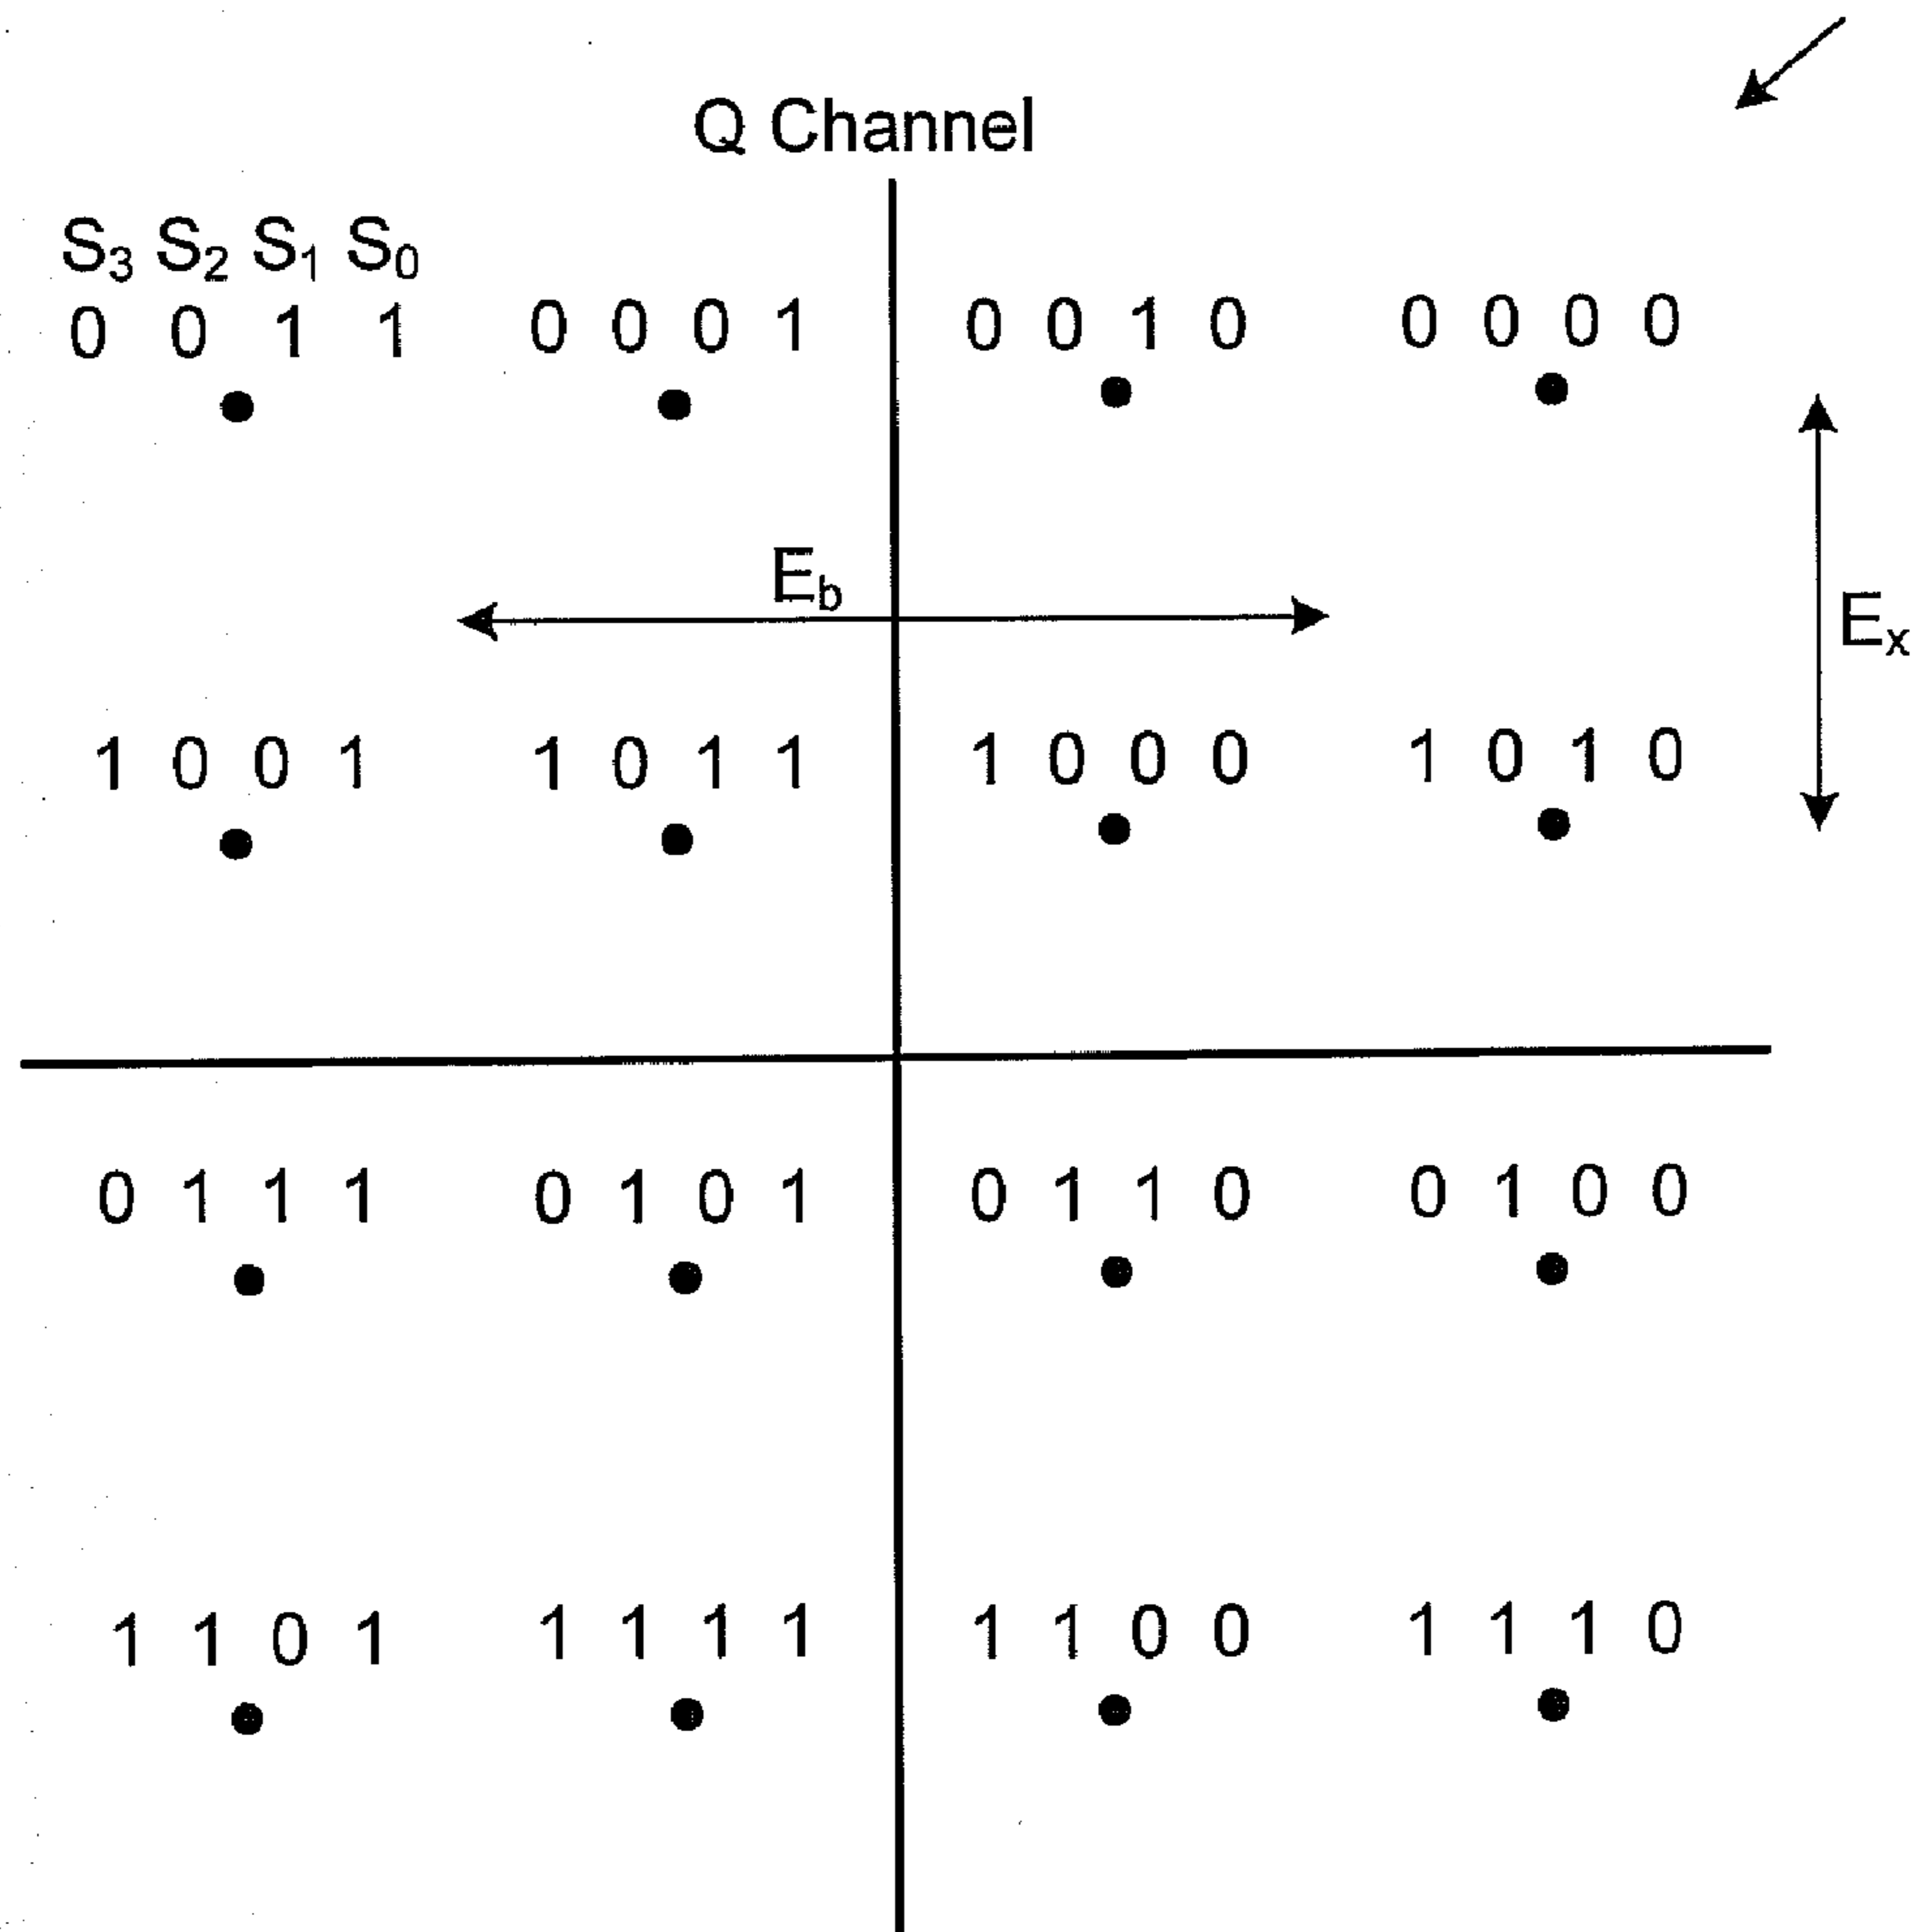 Q Channel
S3 S2 S1 S0
0 0 1 1 0 0 0 1 0 0 1 0 0 0 0 0
Eb
Ex
1 0 0 1 1 0 1 1 1 0 0 0 1 0 1 0
0 1 1 1 0 1 0 1 0 1 1 0 0 1 0 0
1 1 0 1 1 1 1 1 1 1 0 0 1 1 1 0